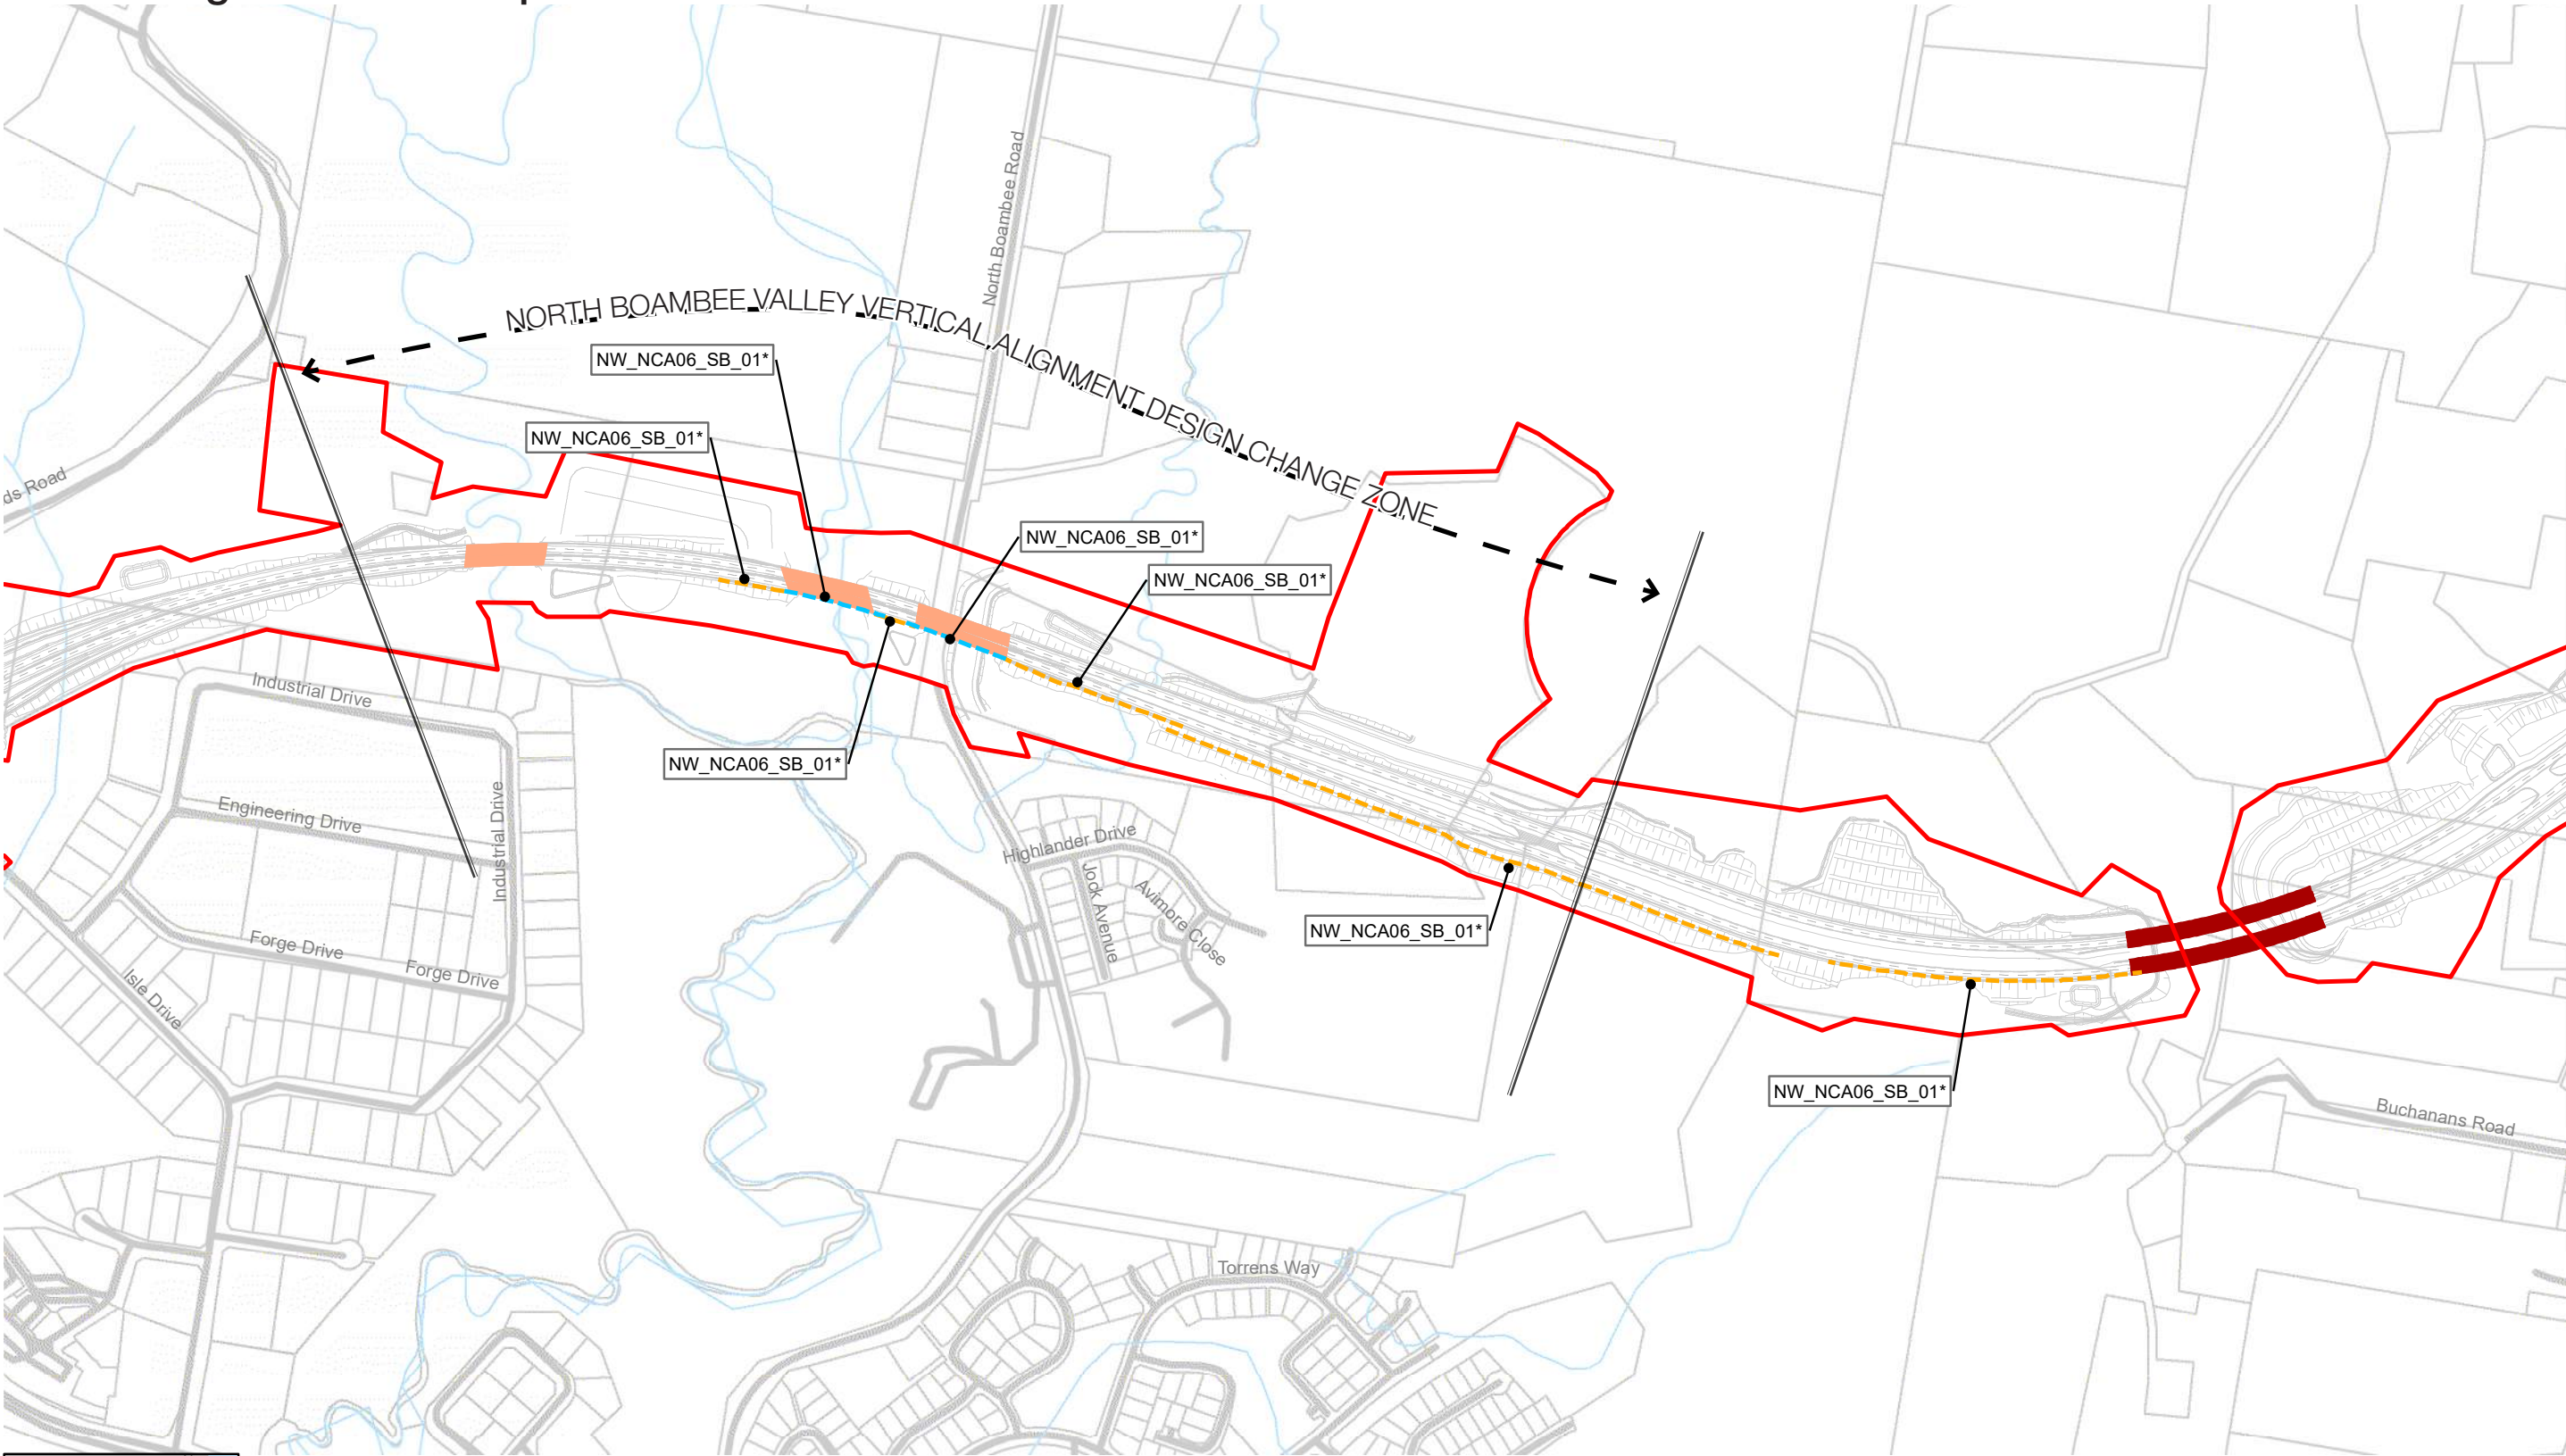 North Boambee Road
NORTH BOAMBEE VALLEY VERTICAL ALIGNMENT DESIGN CHANGE ZONE
NW_NCA06_SB_01*
NW_NCA06_SB_01*
ds Road
NW_NCA06_SB_01*
NW_NCA06_SB_01*
Industrial Drive
NW_NCA06_SB_01*
Engineering Drive
Industrial Drive
Highlander Drive
Jock Avenue
Avimore Close
NW_NCA06_SB_01*
Forge Drive
Forge Drive
Isle Drive
NW_NCA06_SB_01*
Buchanans Road
Torrens Way